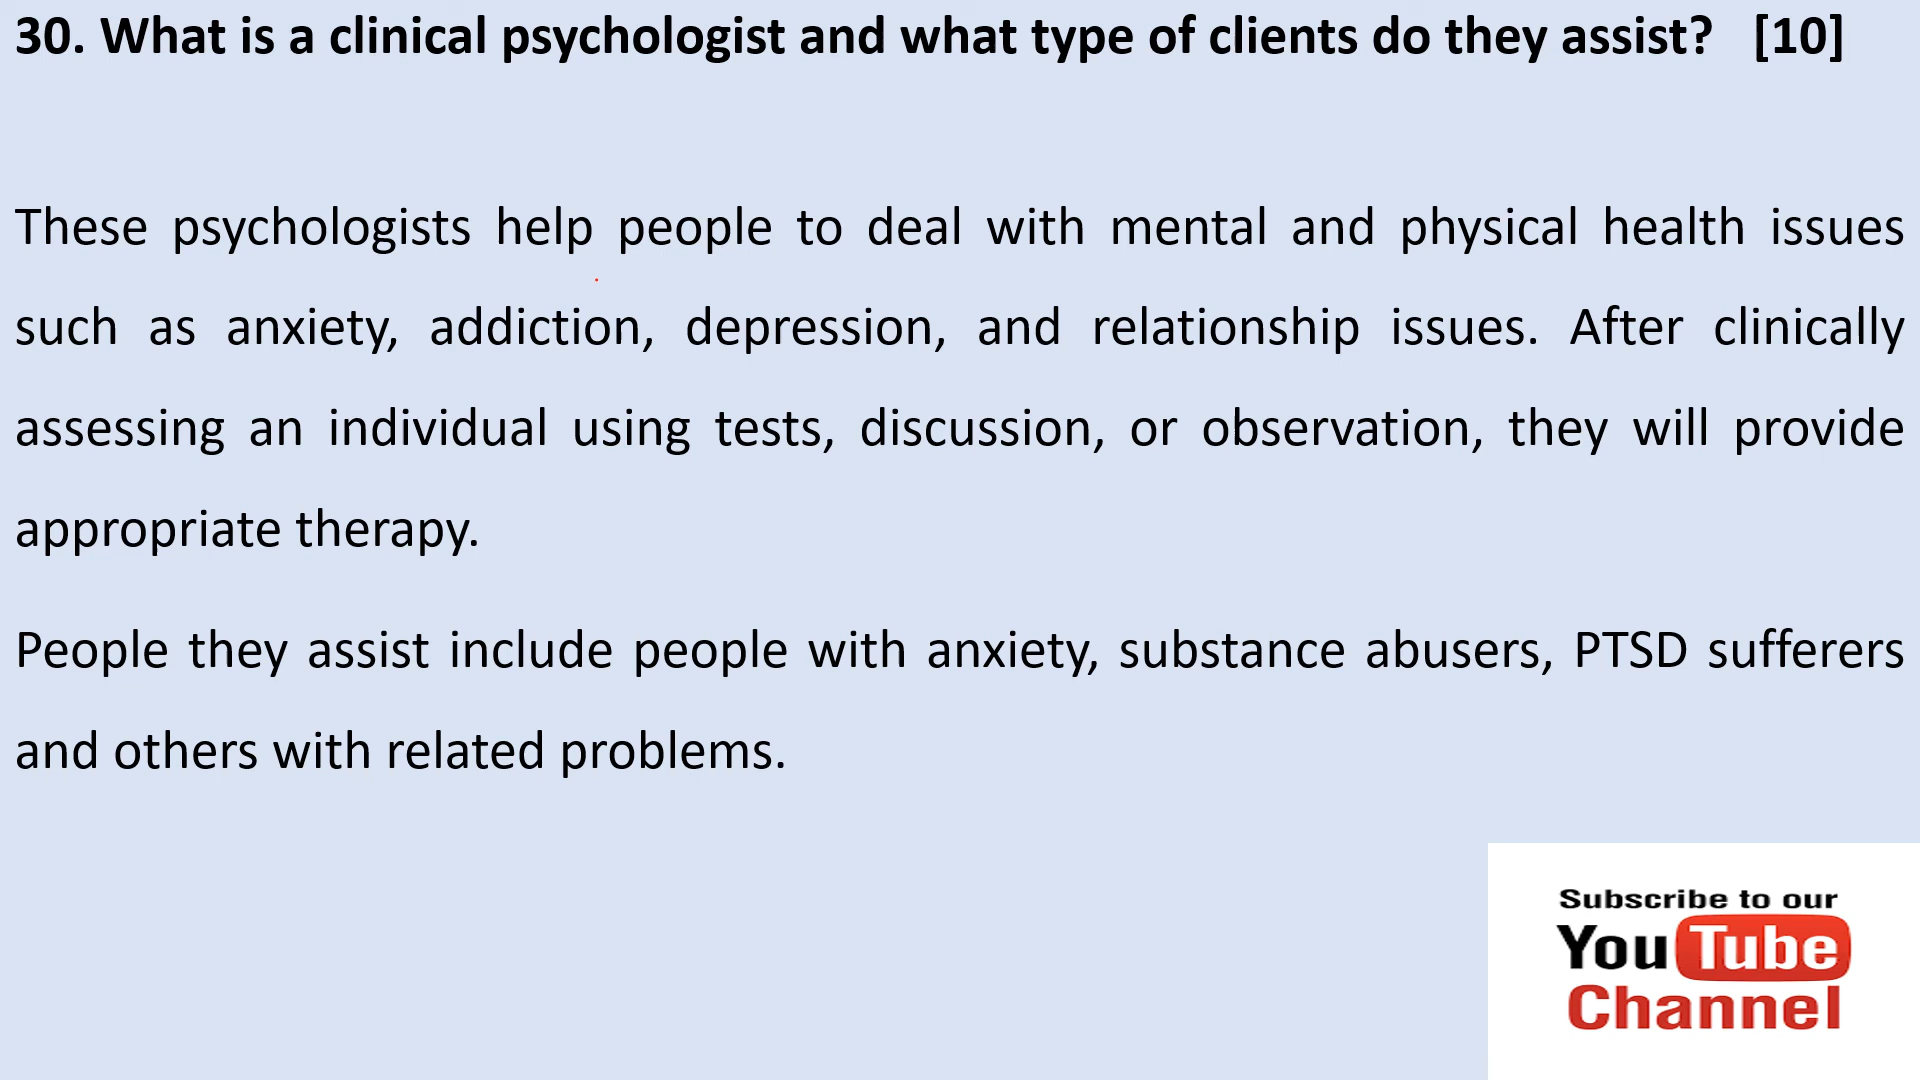 30. What is a clinical psychologist and what type of clients do they assist? [10]
These psychologists help people to deal with mental and physical health issues
such as anxiety, addiction, depression, and relationship issues. After clinically
assessing an individual using tests, discussion, or observation, they will provide
appropriate therapy.
People they assist include people with anxiety, substance abusers, PTSD sufferers
and others with related problems.
Subscribe to our
YouTube
Channel